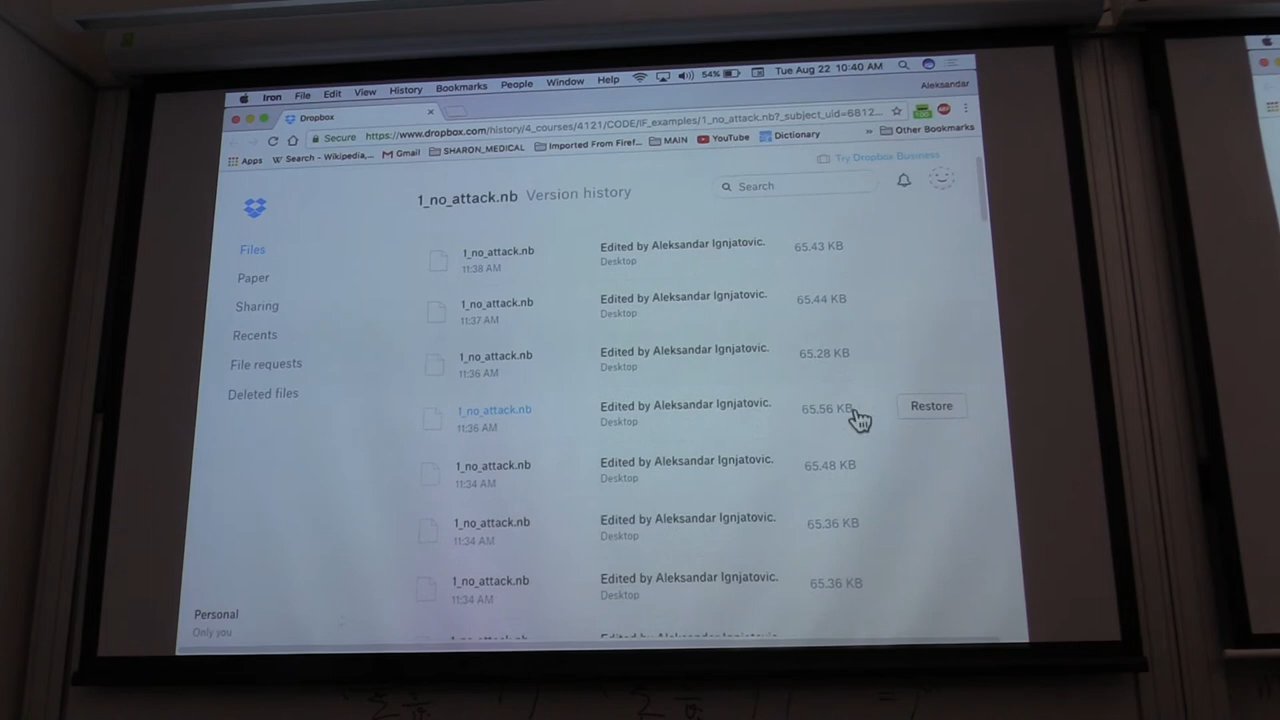 Iron File Edit View History Bookmarks People Window Help 54% Tue Aug 22 10:40 AM
Dropbox Aleksandar
Secure https://www.dropbox.com/history/4_courses/4121/CODE/IF_examples/1_no_attack.nb?_subject_uid=6812...
Apps Search - Wikipedia,... Gmail SHARON_MEDICAL Imported From Firef... MAIN YouTube Dictionary » Other Bookmarks
Try Dropbox Business
1_no_attack.nb Version history Search
Files
Paper
Sharing
Recents
File requests
Deleted files
1_no_attack.nb Edited by Aleksandar Ignjatovic. 65.43 KB
11:38 AM Desktop
1_no_attack.nb Edited by Aleksandar Ignjatovic. 65.44 KB
11:37 AM Desktop
1_no_attack.nb Edited by Aleksandar Ignjatovic. 65.28 KB
11:36 AM Desktop
1_no_attack.nb Edited by Aleksandar Ignjatovic. 65.56 KB Restore
11:36 AM Desktop
1_no_attack.nb Edited by Aleksandar Ignjatovic. 65.48 KB
11:34 AM Desktop
1_no_attack.nb Edited by Aleksandar Ignjatovic. 65.36 KB
11:34 AM Desktop
1_no_attack.nb Edited by Aleksandar Ignjatovic. 65.36 KB
11:34 AM Desktop
Personal
Only you